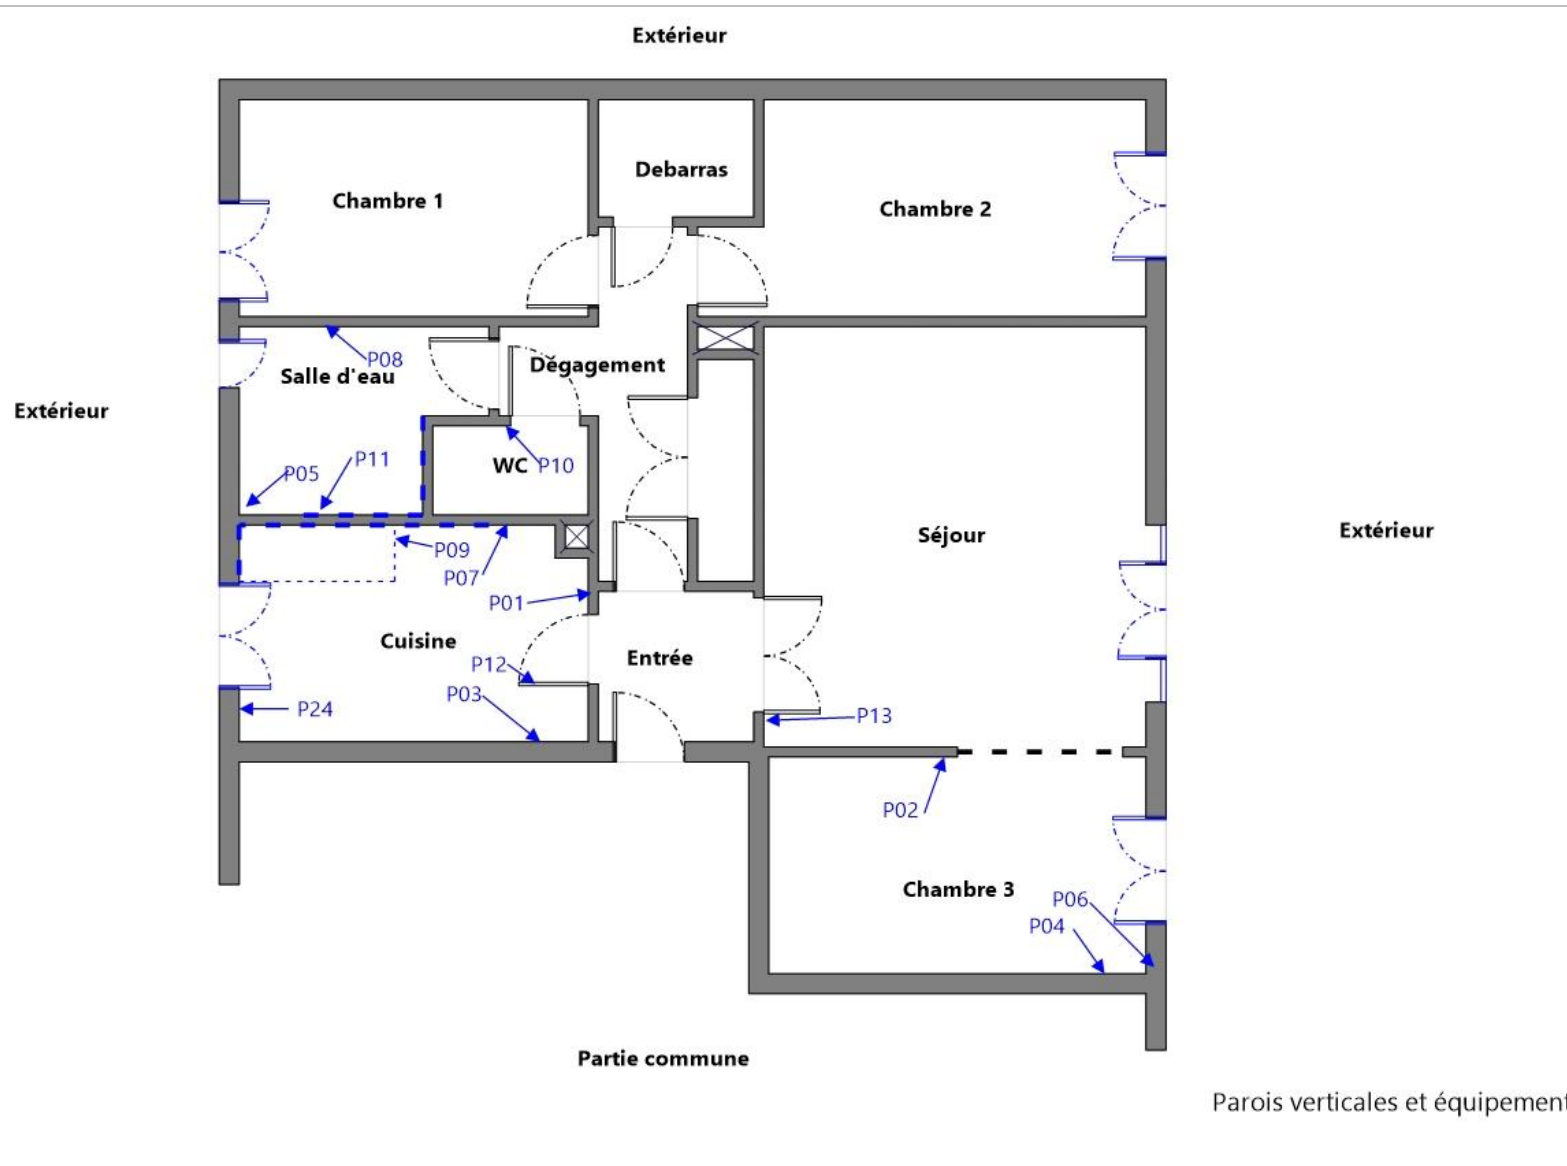 Extérieur
Debarras
Chambre 1
Chambre 2
P08
Dégagement
Salle d'eau
Extérieur
P11
P05
WC
P10
Séjour
Extérieur
P09
P07
P01
Cuisine
Entrée
P12
P03
P24
P13
P02
Chambre 3
P06
P04
Partie commune
Parois verticales et équipement